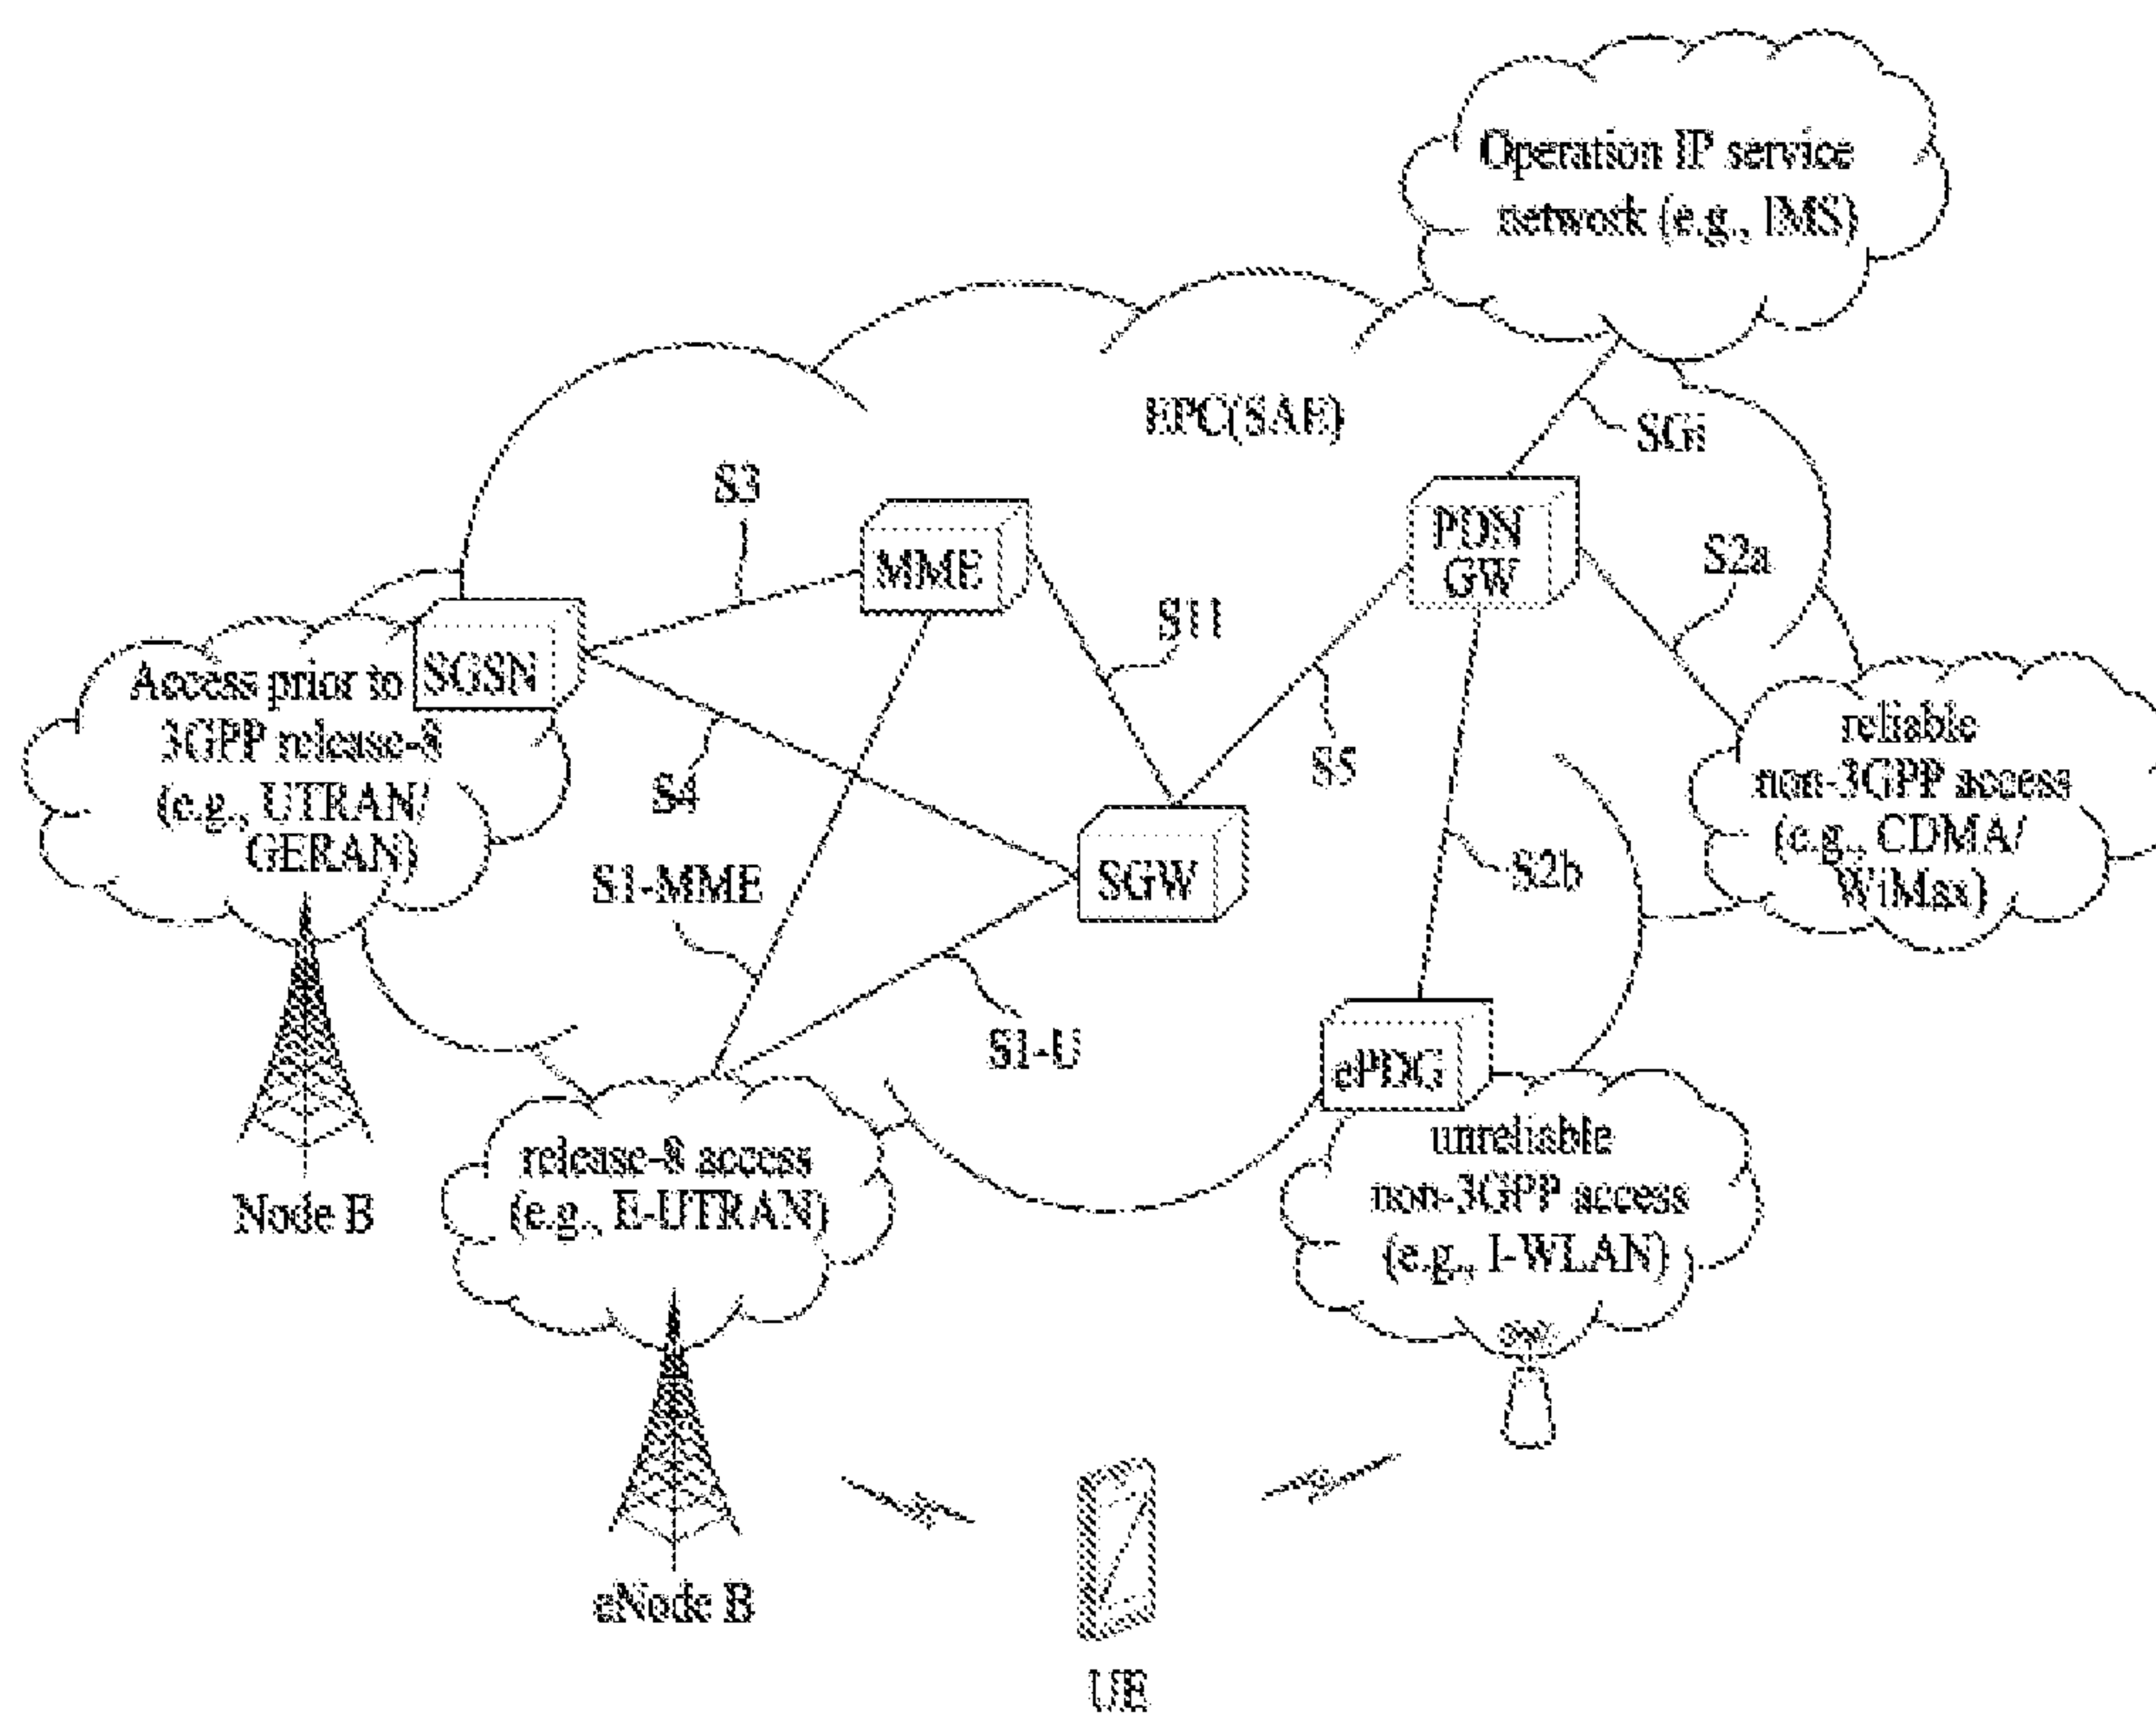 Operation IP service
network (e.g., IMS)
EPC(SAE)
SGi
S3
MME
PDN
GW
S2a
S11
SGSN
Access prior to
3GPP release-8
(e.g., UTRAN/
GERAN)
S4
S5
reliable
non-3GPP access
(e.g., CDMA/
WiMax)
S1-MME
SGW
S2b
S1-U
ePDG
unreliable
non-3GPP access
(e.g., I-WLAN)
release-8 access
(e.g., E-UTRAN)
Node B
eNode B
UE